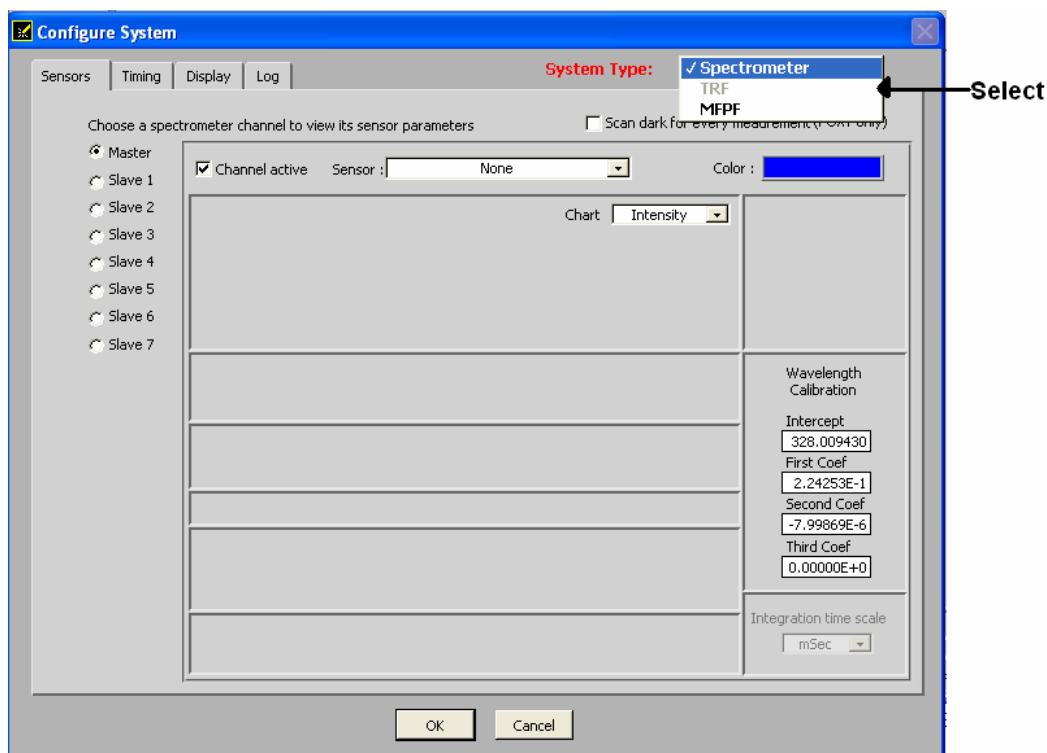 Configure System
Sensors Timing Display Log
System Type:
✓ Spectrometer
TRF
MFPF
Select
Choose a spectrometer channel to view its sensor parameters
Scan dark for every measurement (FOXY only)
Master
Slave 1
Slave 2
Slave 3
Slave 4
Slave 5
Slave 6
Slave 7
Channel active Sensor : None Color :
Chart Intensity
Wavelength
Calibration
Intercept
328.009430
First Coef
2.24253E-1
Second Coef
-7.99869E-6
Third Coef
0.00000E+0
Integration time scale
mSec
OK Cancel